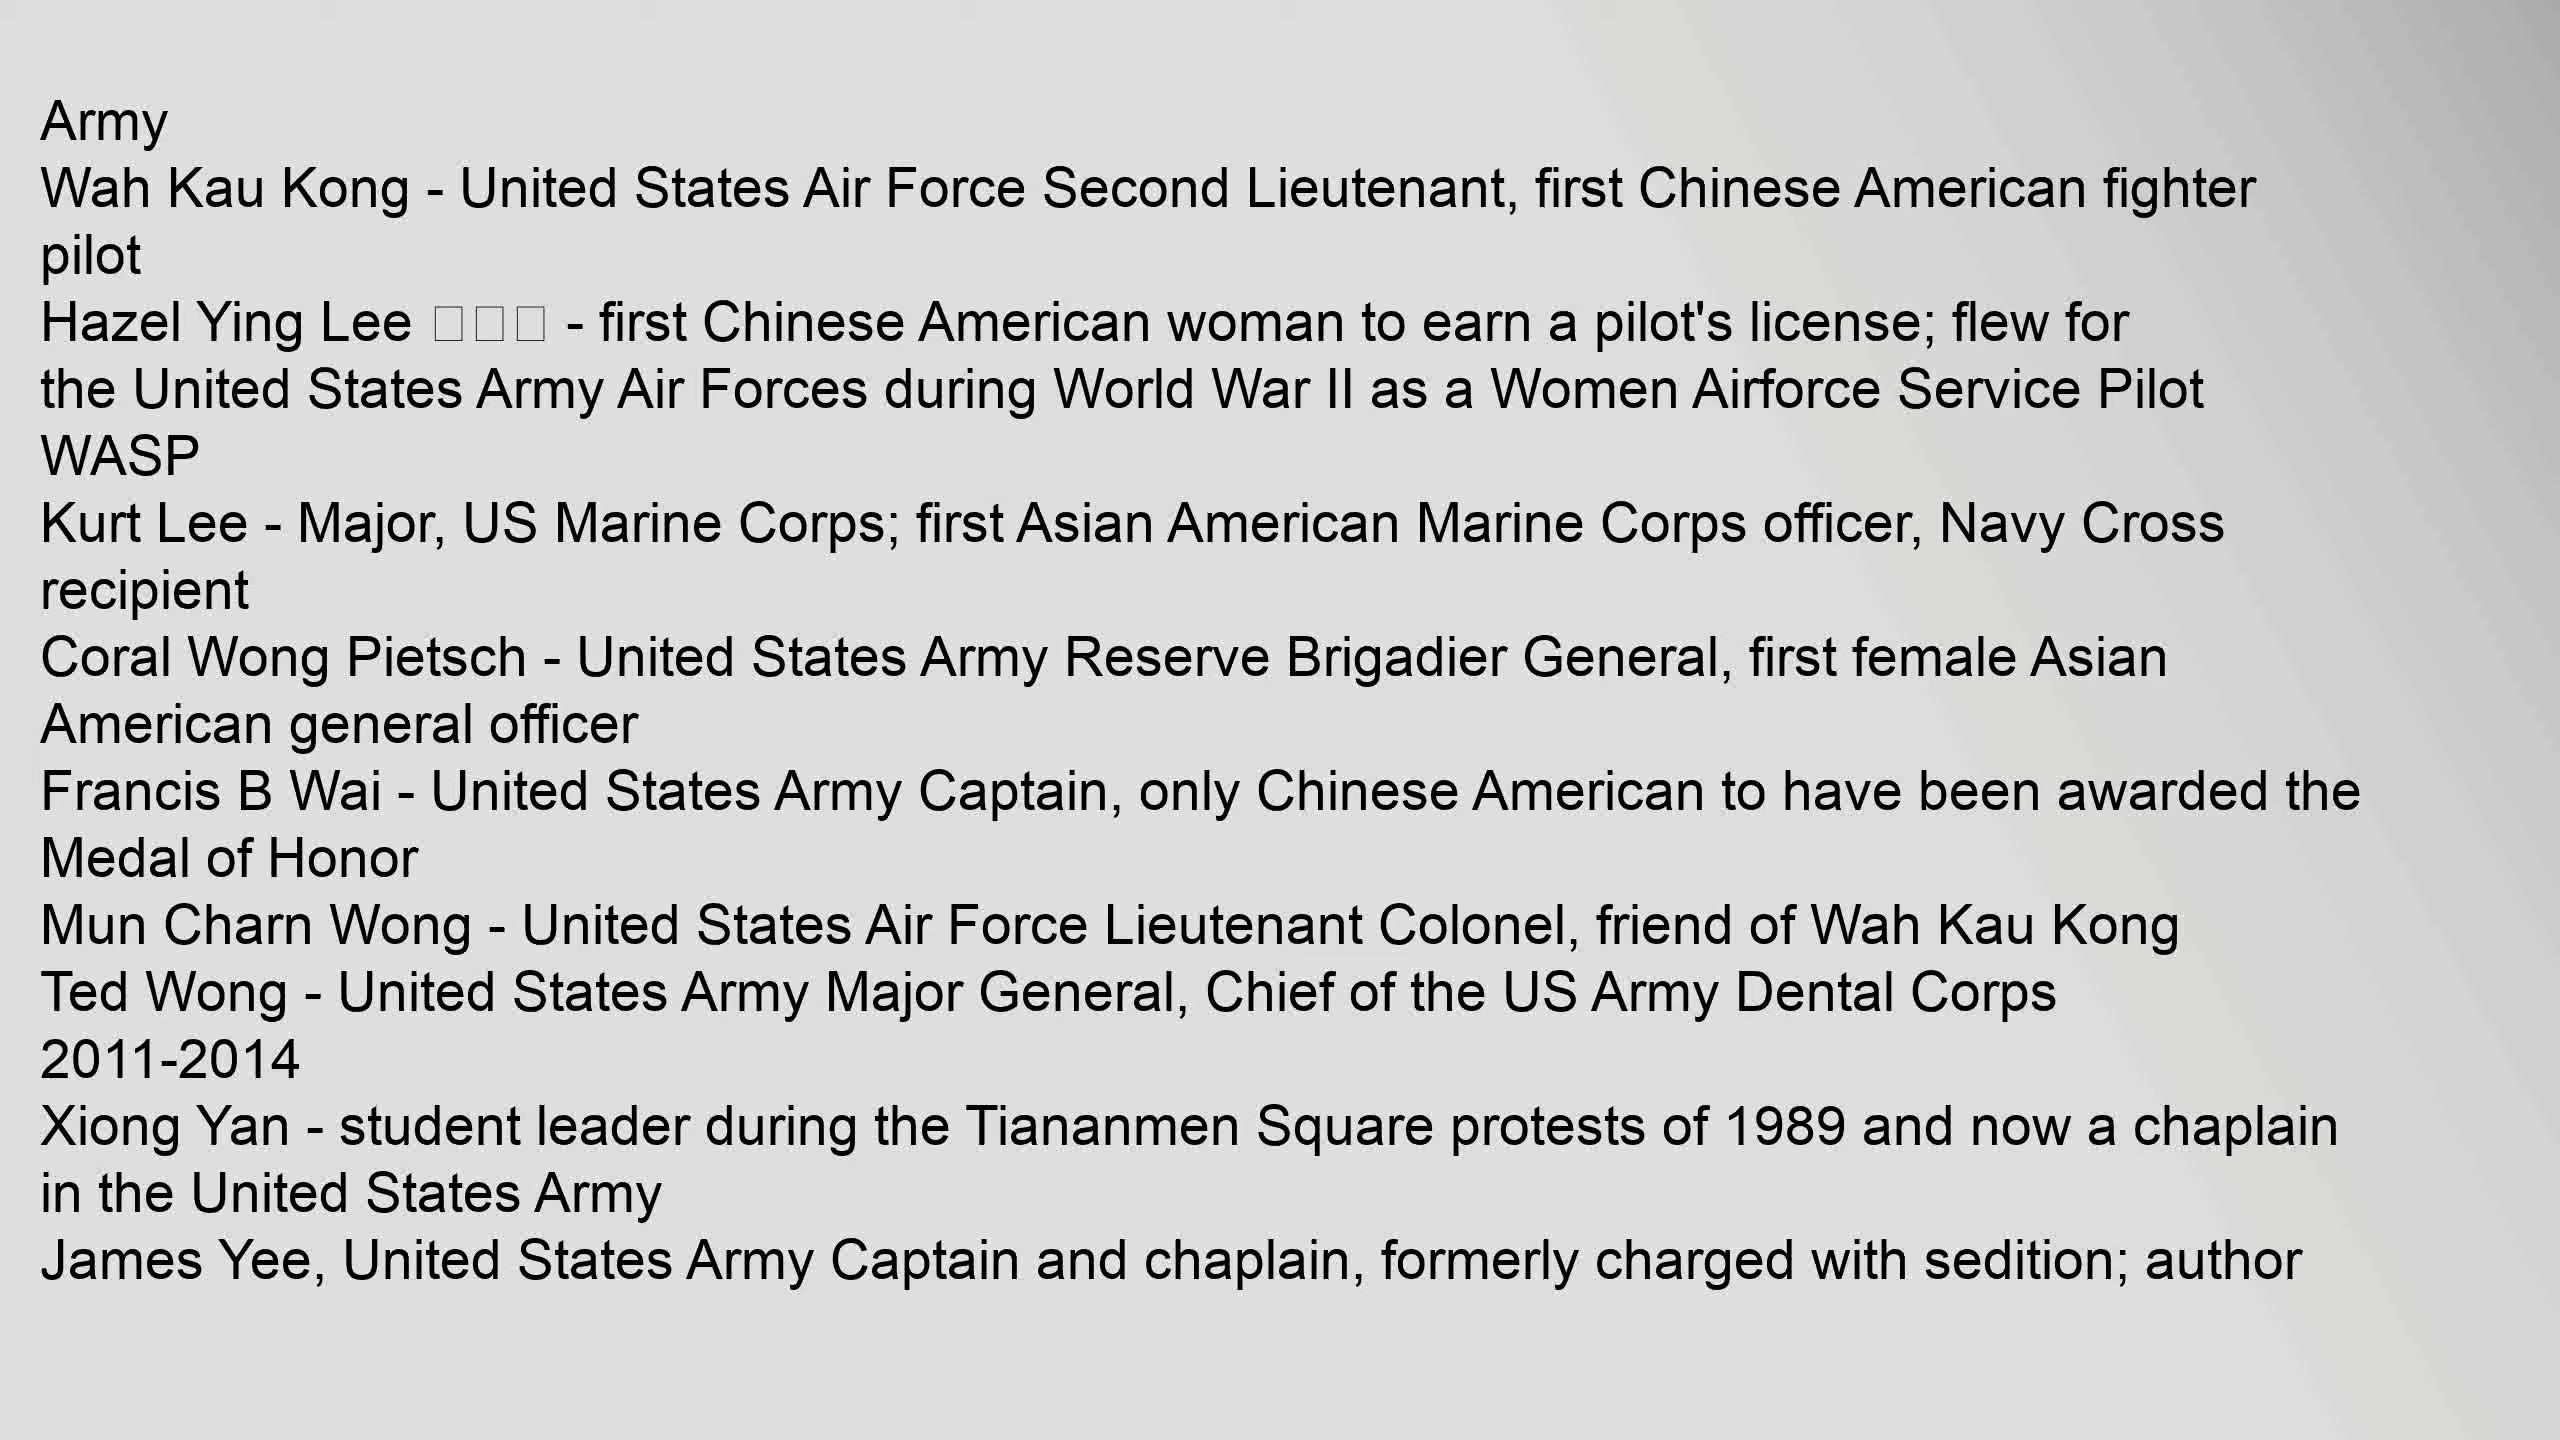 Army
Wah Kau Kong - United States Air Force Second Lieutenant, first Chinese American fighter
pilot
Hazel Ying Lee □□□ - first Chinese American woman to earn a pilot's license; flew for
the United States Army Air Forces during World War II as a Women Airforce Service Pilot
WASP
Kurt Lee - Major, US Marine Corps; first Asian American Marine Corps officer, Navy Cross
recipient
Coral Wong Pietsch - United States Army Reserve Brigadier General, first female Asian
American general officer
Francis B Wai - United States Army Captain, only Chinese American to have been awarded the
Medal of Honor
Mun Charn Wong - United States Air Force Lieutenant Colonel, friend of Wah Kau Kong
Ted Wong - United States Army Major General, Chief of the US Army Dental Corps
2011-2014
Xiong Yan - student leader during the Tiananmen Square protests of 1989 and now a chaplain
in the United States Army
James Yee, United States Army Captain and chaplain, formerly charged with sedition; author